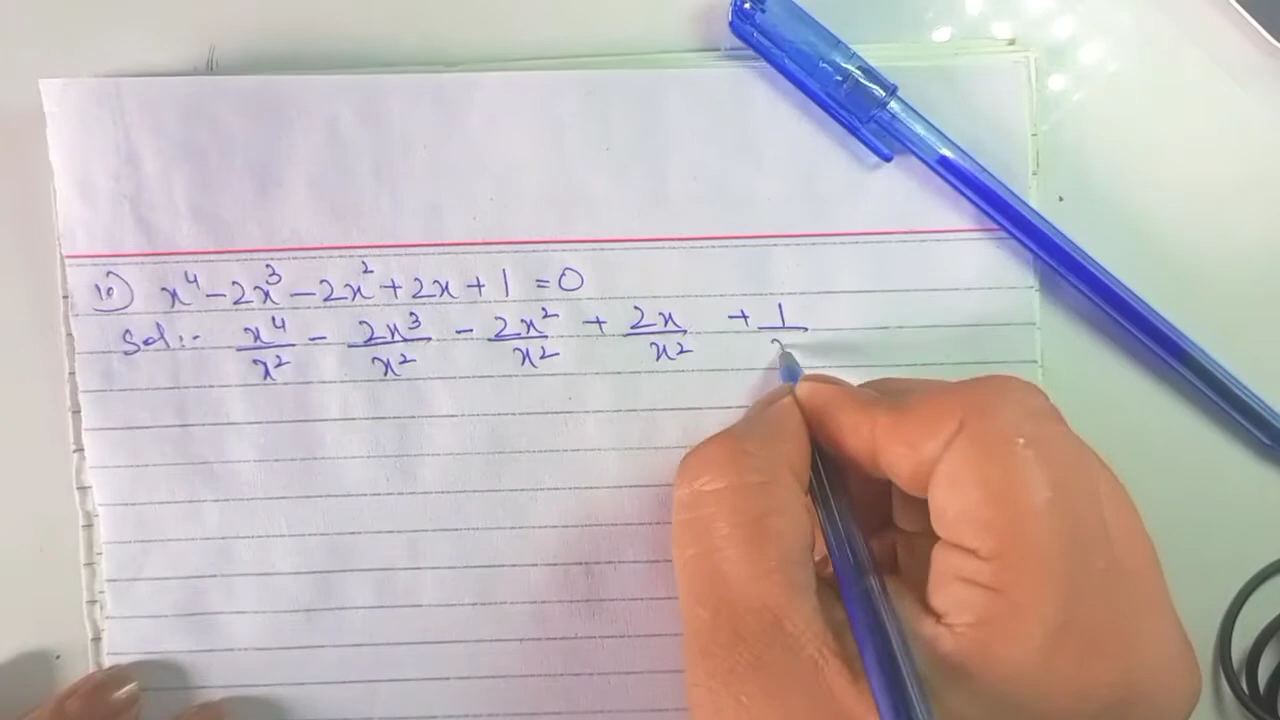 10) x⁴ - 2x³ - 2x² + 2x + 1 = 0
Sol:- x⁴/x² - 2x³/x² - 2x²/x² + 2x/x² + 1/